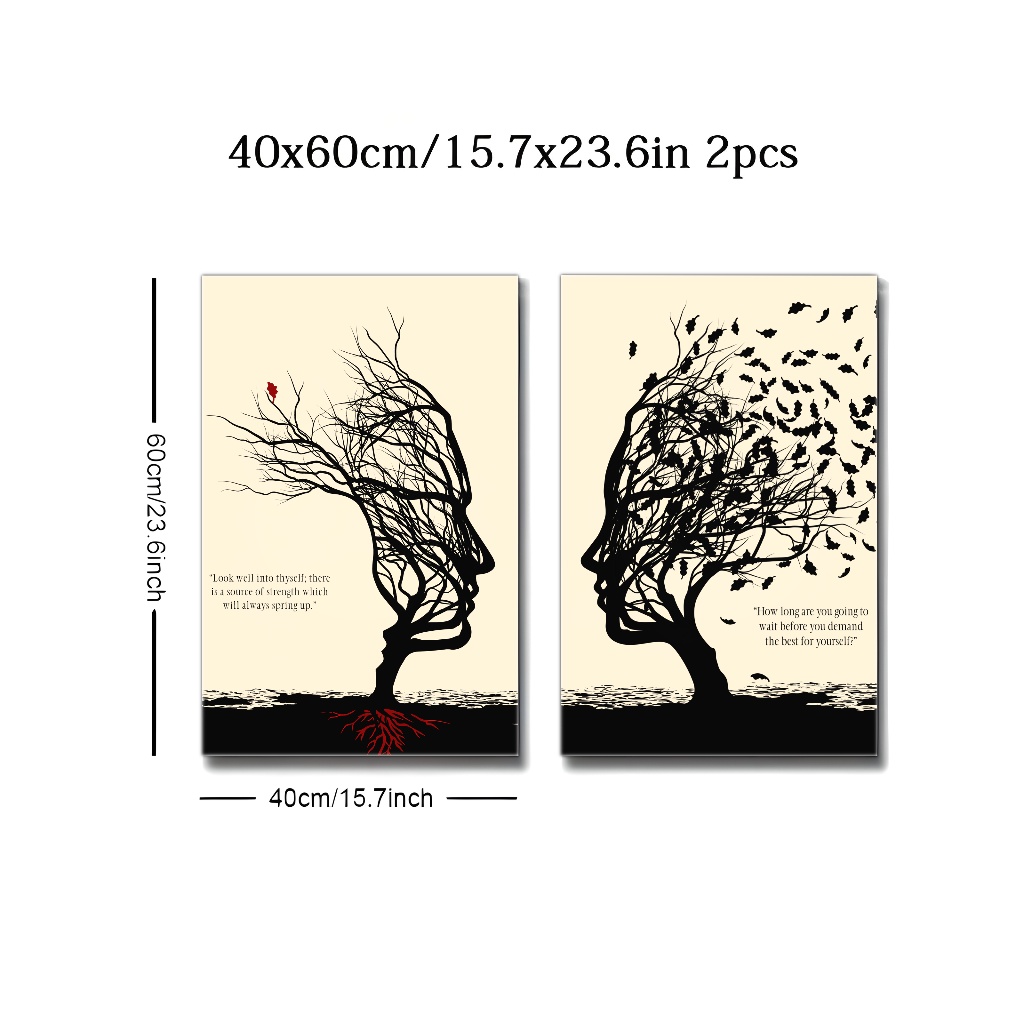 40x60cm/15.7x23.6in 2pcs
60cm/23.6inch
"Look well into thyself; there
is a source of strength which
will always spring up."
"How long are you going to
wait before you demand
the best for yourself?"
40cm/15.7inch